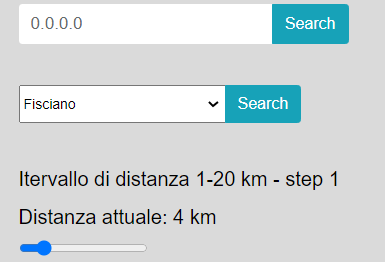 0.0.0.0 Search
Fisciano Search
Itervallo di distanza 1-20 km - step 1
Distanza attuale: 4 km